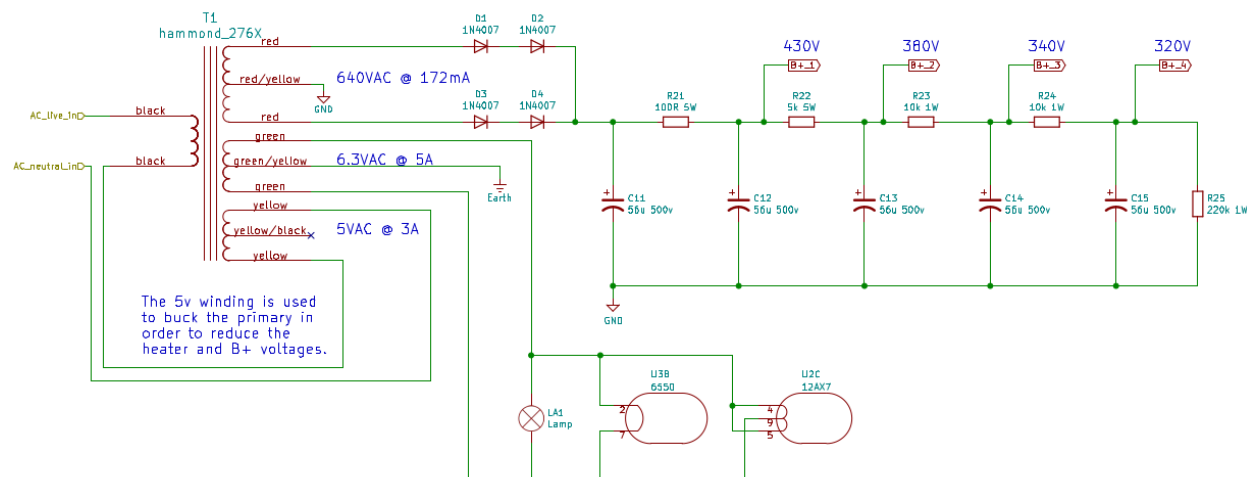 T1
hammond_276X
red
red/yellow
red
green
green/yellow
green
yellow
yellow/black
yellow
black
black
AC_live_in
AC_neutral_in
640VAC @ 172mA
GND
6.3VAC @ 5A
Earth
5VAC @ 3A
The 5v winding is used
to buck the primary in
order to reduce the
heater and B+ voltages.
D1
1N4007
D2
1N4007
D3
1N4007
D4
1N4007
430V
B+_1
380V
B+_2
340V
B+_3
320V
B+_4
R21
100R 5W
R22
5k 5W
R23
10k 1W
R24
10k 1W
+
C11
56u 500v
+
C12
56u 500v
+
C13
56u 500v
+
C14
56u 500v
+
C15
56u 500v
R25
220k 1W
GND
LA1
Lamp
U3B
6550
2
7
U2C
12AX7
4
9
5